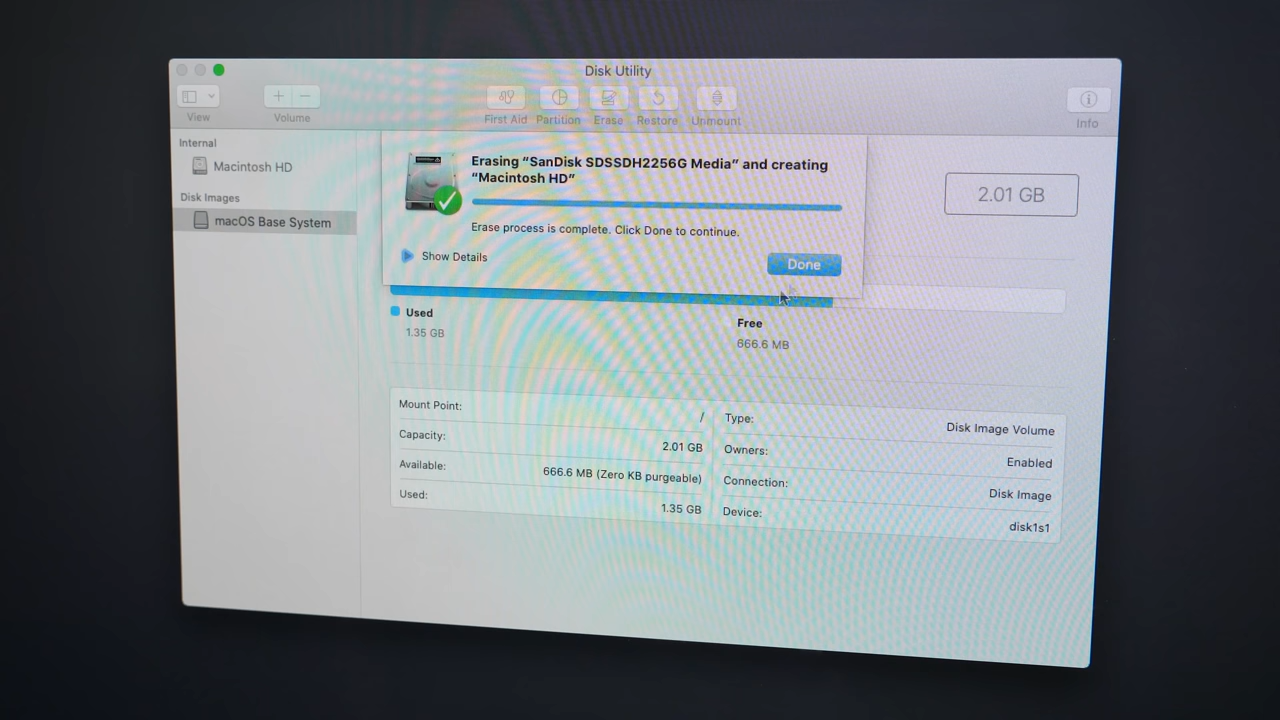 Disk Utility
View
Volume
First Aid
Partition
Erase
Restore
Unmount
Info
Internal
Macintosh HD
Disk Images
macOS Base System
Erasing “SanDisk SDSSDH2256G Media” and creating
“Macintosh HD”
Erase process is complete. Click Done to continue.
Show Details
Done
2.01 GB
Used
1.35 GB
Free
666.6 MB
Mount Point: /
Capacity: 2.01 GB
Available: 666.6 MB (Zero KB purgeable)
Used: 1.35 GB
Type: Disk Image Volume
Owners: Enabled
Connection: Disk Image
Device: disk1s1